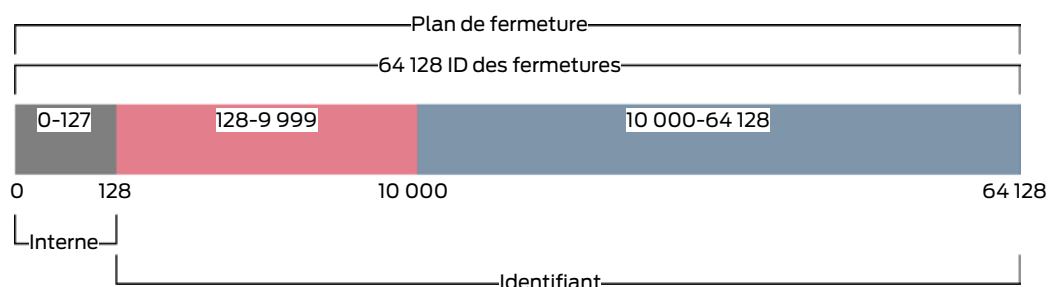 Plan de fermeture
64 128 ID des fermetures
0-127 128-9 999 10 000-64 128
0 128 10 000 64 128
Interne
Identifiant